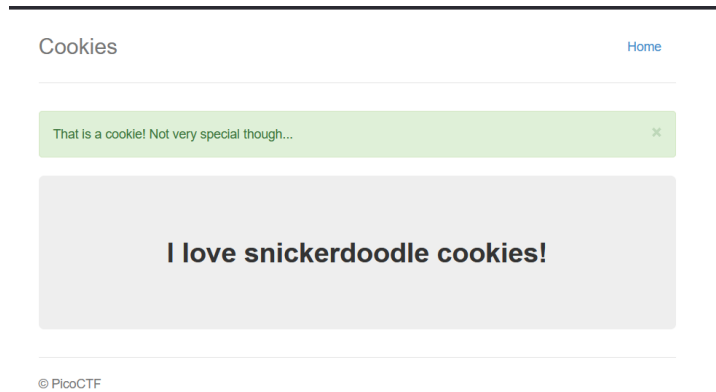 Cookies
Home
That is a cookie! Not very special though...
×
I love snickerdoodle cookies!
© PicoCTF